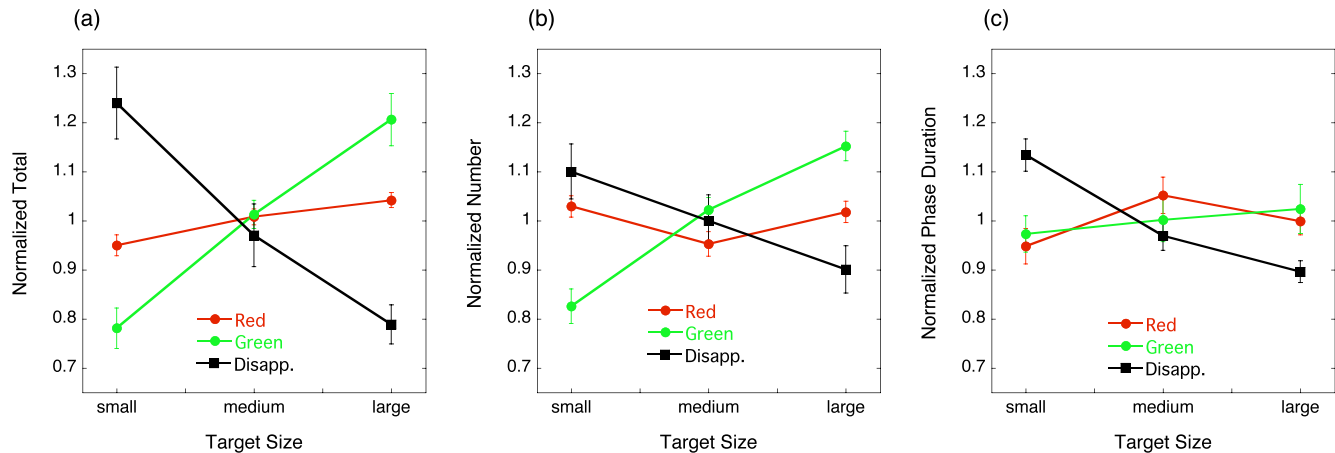 (a)
1.3
1.2
1.1
1
0.9
0.8
0.7
Normalized Total
Red
Green
Disapp.
small medium large
Target Size
(b)
1.3
1.2
1.1
1
0.9
0.8
0.7
Normalized Number
Red
Green
Disapp.
small medium large
Target Size
(c)
1.3
1.2
1.1
1
0.9
0.8
0.7
Normalized Phase Duration
Red
Green
Disapp.
small medium large
Target Size